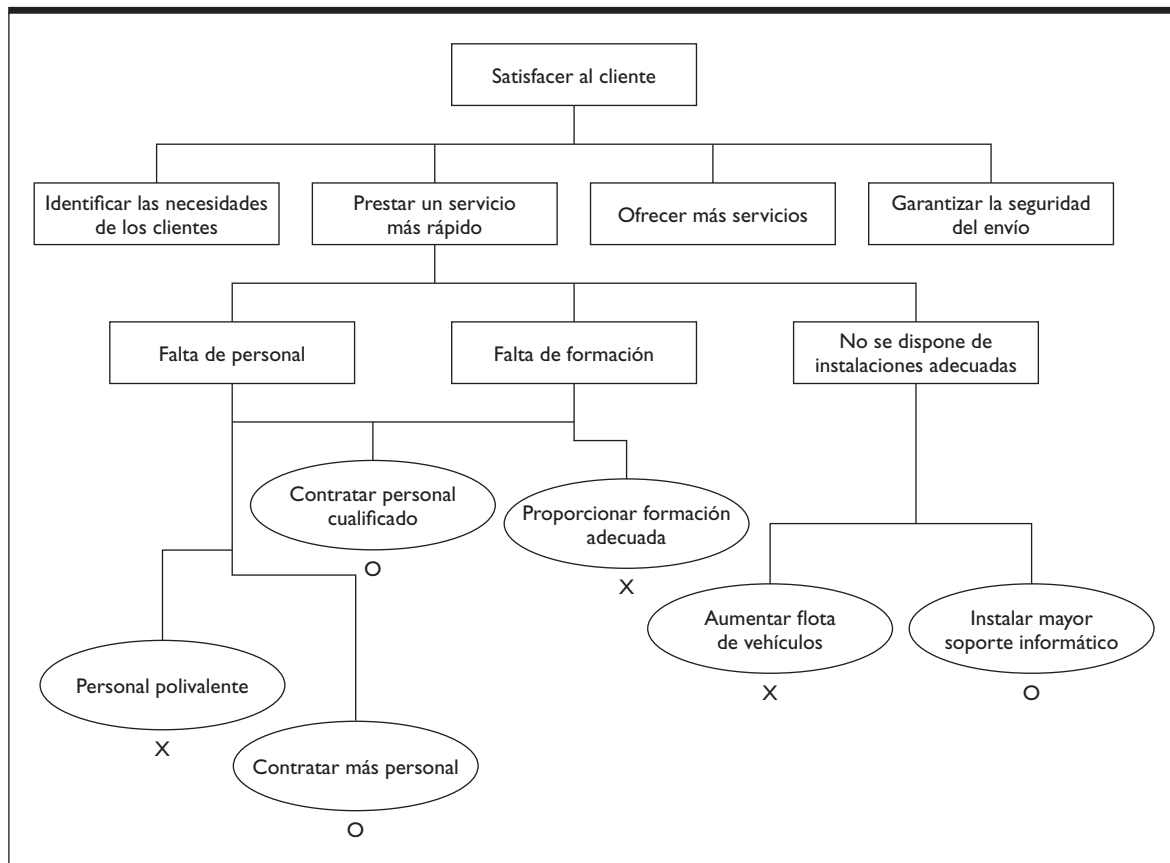 Satisfacer al cliente
Identificar las necesidades
de los clientes
Prestar un servicio
más rápido
Ofrecer más servicios
Garantizar la seguridad
del envío
Falta de personal
Falta de formación
No se dispone de
instalaciones adecuadas
Contratar personal
cualificado
O
Proporcionar formación
adecuada
X
Aumentar flota
de vehículos
X
Instalar mayor
soporte informático
O
Personal polivalente
X
Contratar más personal
O